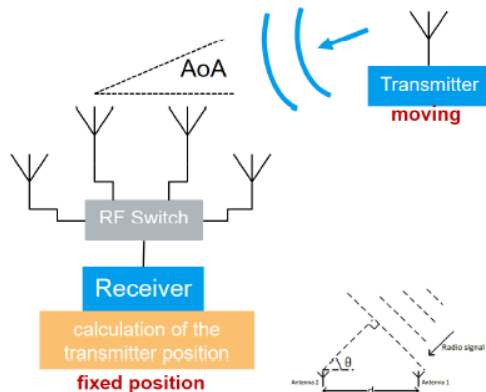 AoA
Transmitter
moving
RF Switch
Receiver
calculation of the
transmitter position
fixed position
Radio signal
θ
Antenna 2
d
Antenna 1